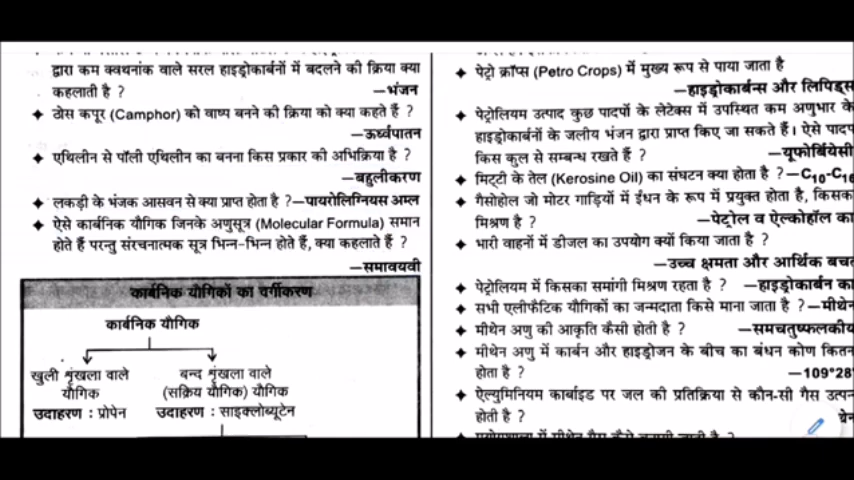 द्वारा कम क्वथनांक वाले सरल हाइड्रोकार्बनों में बदलने की क्रिया क्या
कहलाती है ?
—भंजन
✦ ठोस कपूर (Camphor) को वाष्प बनने की क्रिया को क्या कहते हैं ?
—ऊर्ध्वपातन
✦ एथिलीन से पॉली एथिलीन का बनना किस प्रकार की अभिक्रिया है ?
—बहुलीकरण
✦ लकड़ी के भंजक आसवन से क्या प्राप्त होता है ?—पायरोलिग्नियस अम्ल
✦ ऐसे कार्बनिक यौगिक जिनके अणुसूत्र (Molecular Formula) समान
होते हैं परन्तु संरचनात्मक सूत्र भिन्न-भिन्न होते हैं, क्या कहलाते हैं ?
—समावयवी
कार्बनिक यौगिकों का वर्गीकरण
कार्बनिक यौगिक
खुली शृंखला वाले
यौगिक
उदाहरण : प्रोपेन
बन्द शृंखला वाले
(सक्रिय यौगिक) यौगिक
उदाहरण : साइक्लोब्यूटेन
✦ पेट्रो क्रॉप्स (Petro Crops) में मुख्य रूप से पाया जाता है
—हाइड्रोकार्बन्स और लिपिड्स
✦ पेट्रोलियम उत्पाद कुछ पादपों के लेटेक्स में उपस्थित कम अणुभार के
हाइड्रोकार्बनों के जलीय भंजन द्वारा प्राप्त किए जा सकते हैं। ऐसे पादप
किस कुल से सम्बन्ध रखते हैं ?
—यूफोर्बियेसी
✦ मिट्टी के तेल (Kerosine Oil) का संघटन क्या होता है ?—C10-C16
✦ गैसोहोल जो मोटर गाड़ियों में ईंधन के रूप में प्रयुक्त होता है, किसका
मिश्रण है ?
—पेट्रोल व ऐल्कोहॉल का
✦ भारी वाहनों में डीजल का उपयोग क्यों किया जाता है ?
—उच्च क्षमता और आर्थिक बचत
✦ पेट्रोलियम में किसका समांगी मिश्रण रहता है ? —हाइड्रोकार्बन का
✦ सभी एलीफैटिक यौगिकों का जन्मदाता किसे माना जाता है ?—मीथेन
✦ मीथेन अणु की आकृति कैसी होती है ? —समचतुष्फलकीय
✦ मीथेन अणु में कार्बन और हाइड्रोजन के बीच का बंधन कोण कितन
होता है ?
—109°28'
✦ ऐल्युमिनियम कार्बाइड पर जल की प्रतिक्रिया से कौन-सी गैस उत्पन
होती है ?